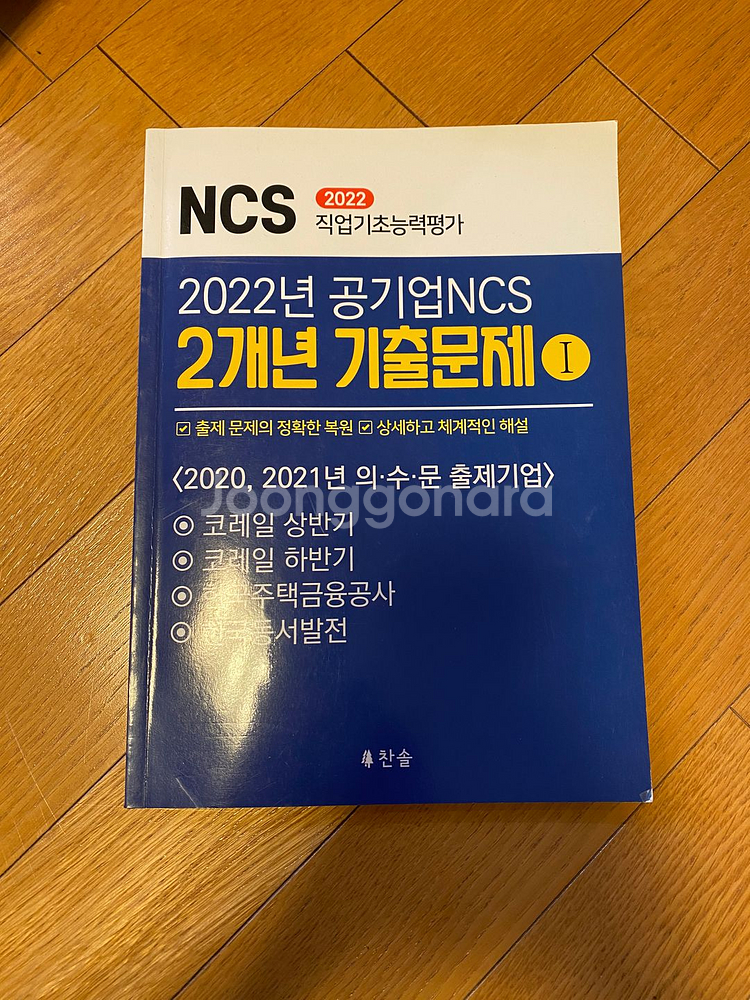 NCS
2022
직업기초능력평가
2022년 공기업NCS
2개년 기출문제 I
출제 문제의 정확한 복원 상세하고 체계적인 해설
<2020, 2021년 의·수·문 출제기업>
Joonggonara
코레일 상반기
코레일 하반기
주택금융공사
동서발전
찬솔